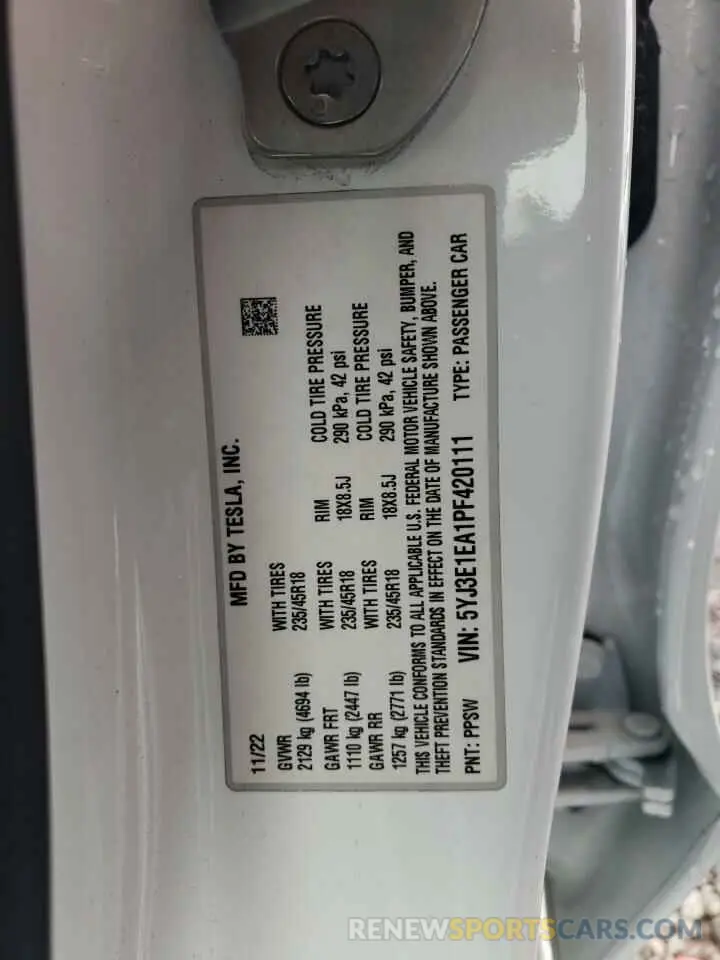 MFD BY TESLA, INC.
11/22
GVWR WITH TIRES
2129 kg (4694 lb) 235/45R18
GAWR FRT WITH TIRES RIM COLD TIRE PRESSURE
1110 kg (2447 lb) 235/45R18 18X8.5J 290 kPa, 42 psi
GAWR RR WITH TIRES RIM COLD TIRE PRESSURE
1257 kg (2771 lb) 235/45R18 18X8.5J 290 kPa, 42 psi
THIS VEHICLE CONFORMS TO ALL APPLICABLE U.S. FEDERAL MOTOR VEHICLE SAFETY, BUMPER, AND
THEFT PREVENTION STANDARDS IN EFFECT ON THE DATE OF MANUFACTURE SHOWN ABOVE.
PNT: PPSW VIN: 5YJ3E1EA1PF420111 TYPE: PASSENGER CAR
RENEWSPORTSCARS.COM